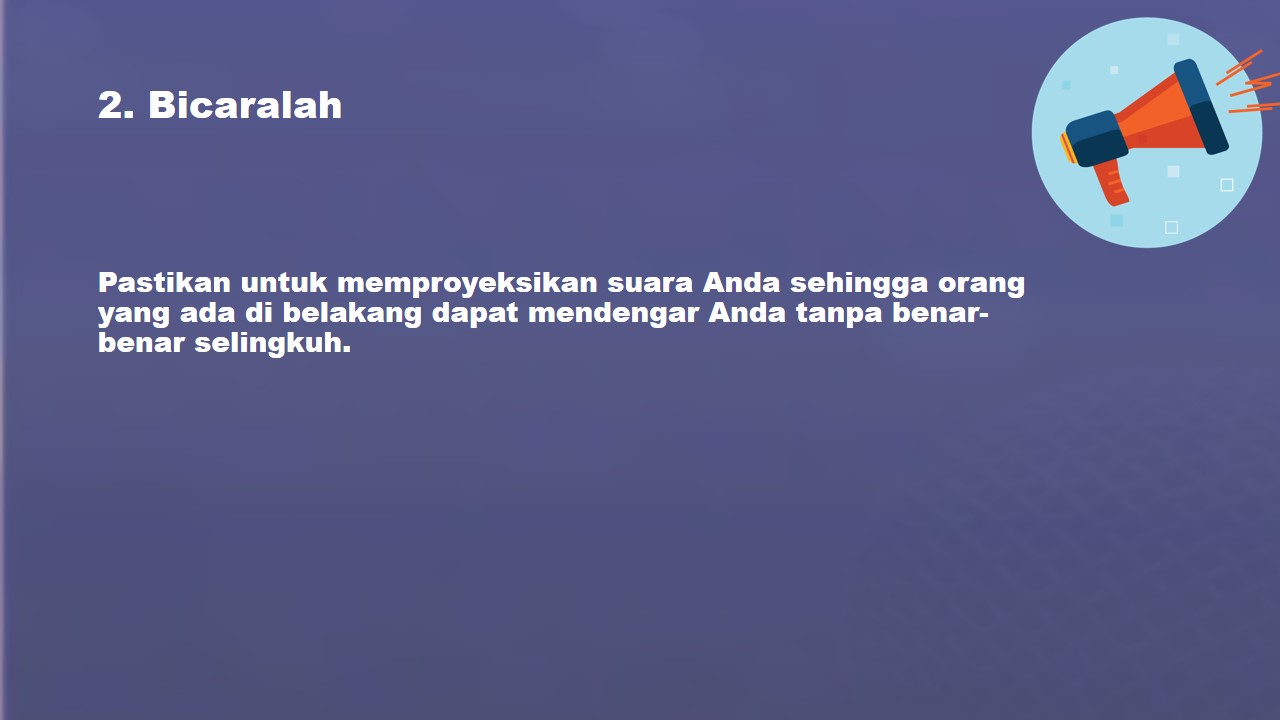 2. Bicaralah
Pastikan untuk memproyeksikan suara Anda sehingga orang
yang ada di belakang dapat mendengar Anda tanpa benar-
benar selingkuh.